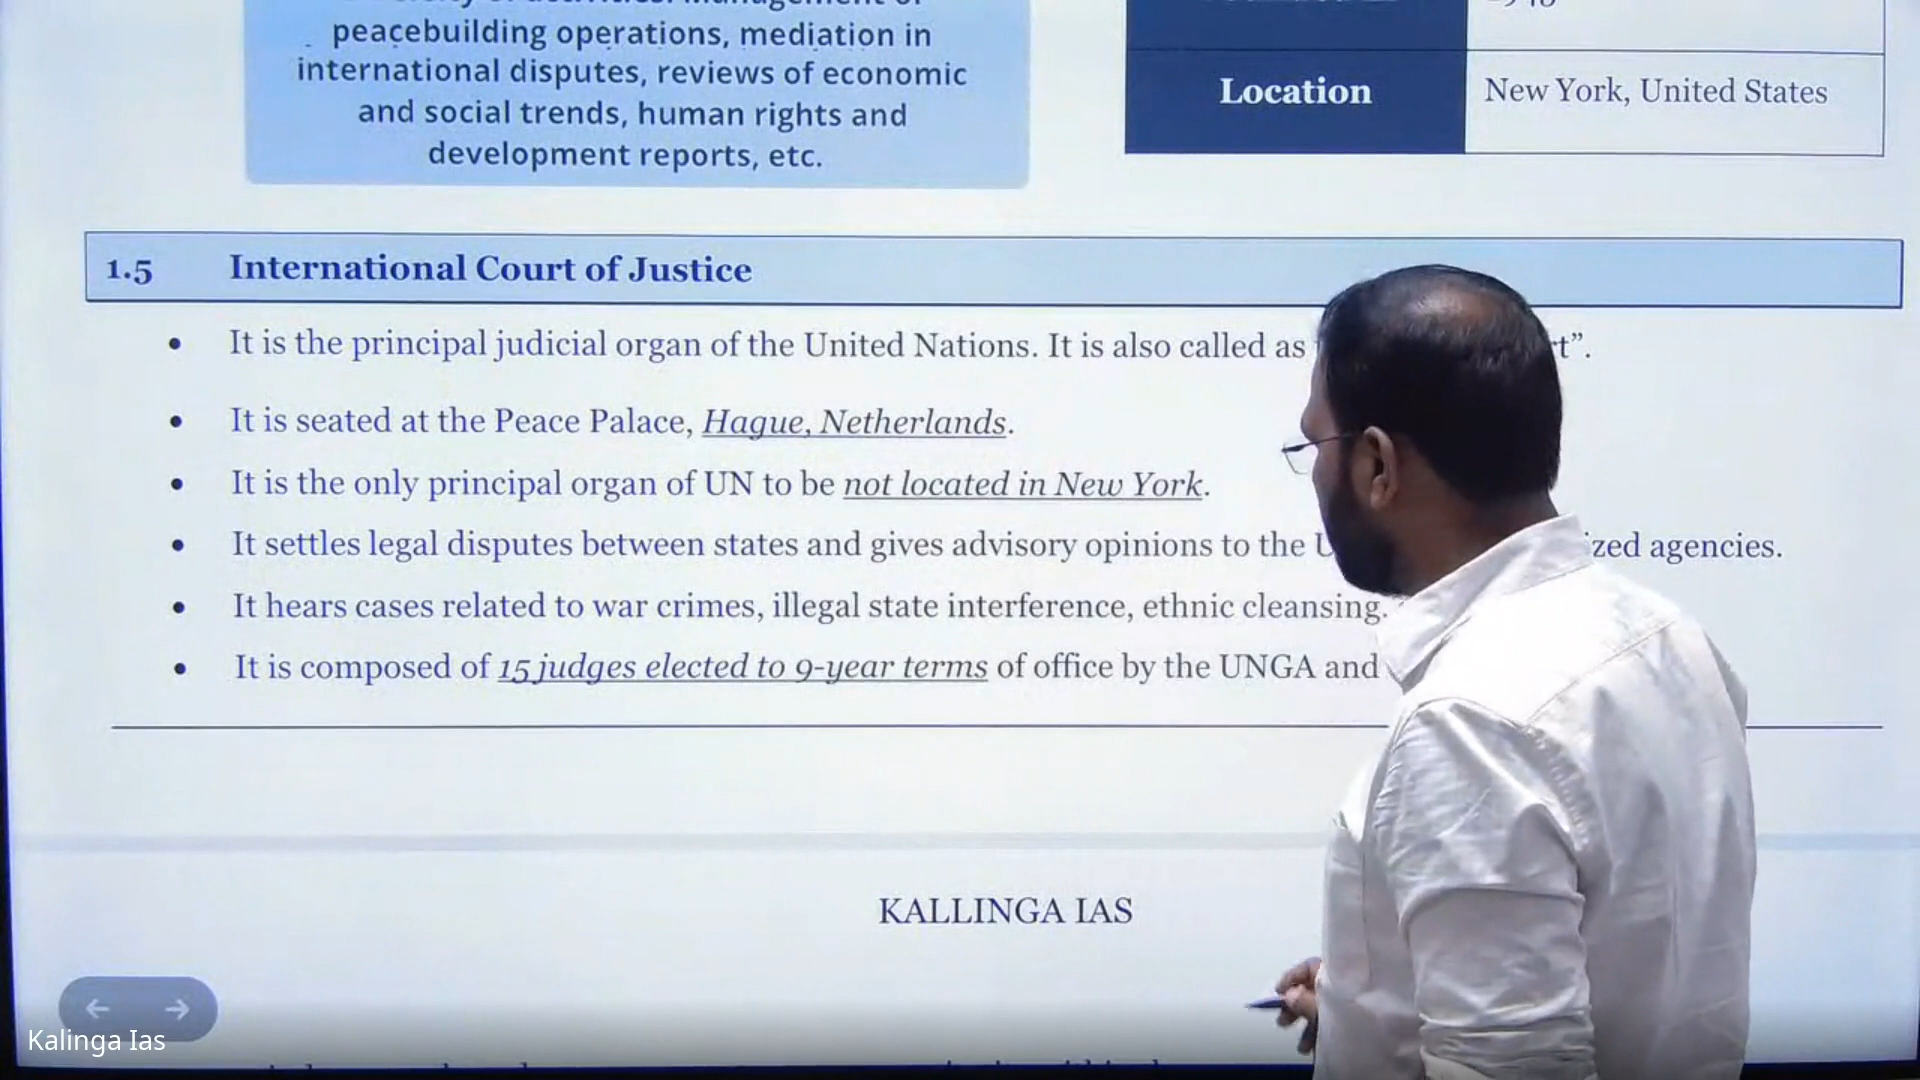 peacebuilding operations, mediation in
international disputes, reviews of economic
and social trends, human rights and
development reports, etc.
Location New York, United States
1.5 International Court of Justice
• It is the principal judicial organ of the United Nations. It is also called as t”.
• It is seated at the Peace Palace, Hague, Netherlands.
• It is the only principal organ of UN to be not located in New York.
• It settles legal disputes between states and gives advisory opinions to the ized agencies.
• It hears cases related to war crimes, illegal state interference, ethnic cleansing.
• It is composed of 15 judges elected to 9-year terms of office by the UNGA and
KALLINGA IAS
Kalinga Ias